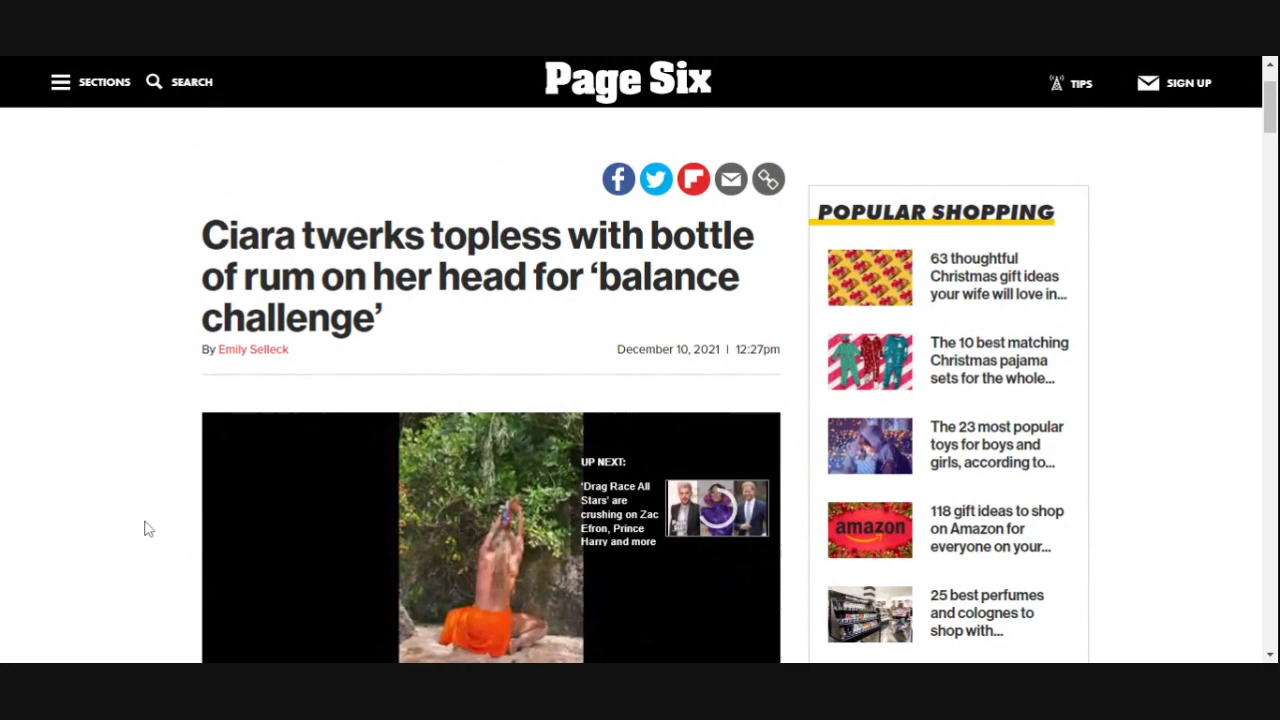 SECTIONS
SEARCH
Page Six
TIPS
SIGN UP
Ciara twerks topless with bottle
of rum on her head for ‘balance
challenge’
By Emily Selleck
December 10, 2021 | 12:27pm
UP NEXT:
'Drag Race All
Stars' are
crushing on Zac
Efron, Prince
Harry and more
POPULAR SHOPPING
63 thoughtful
Christmas gift ideas
your wife will love in...
The 10 best matching
Christmas pajama
sets for the whole...
The 23 most popular
toys for boys and
girls, according to...
amazon
118 gift ideas to shop
on Amazon for
everyone on your...
25 best perfumes
and colognes to
shop with...